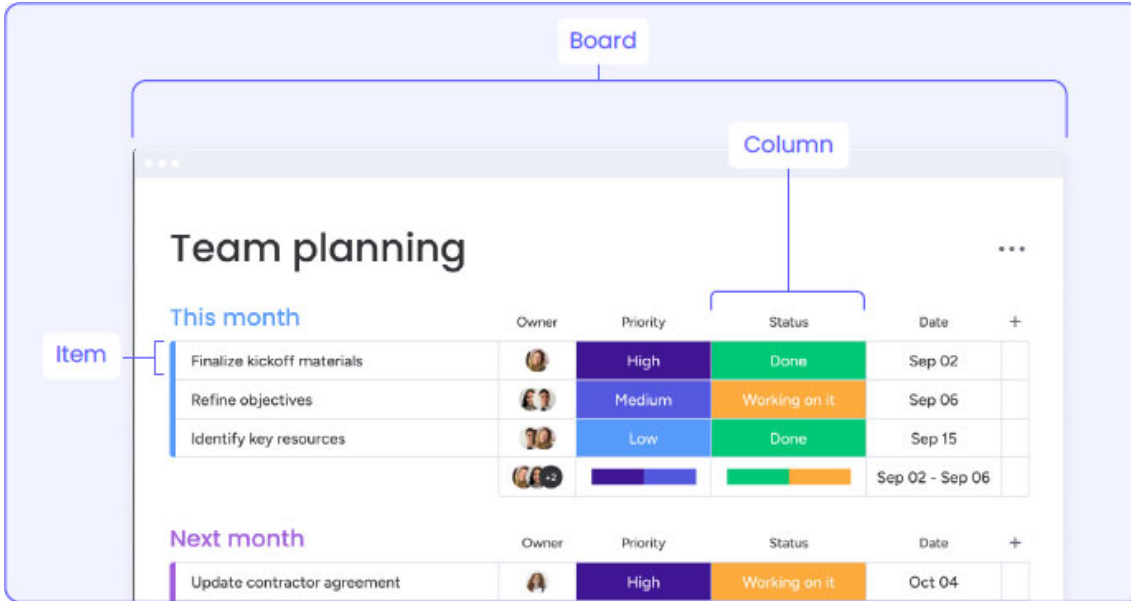 Board
Column
Team planning
This month Owner Priority Status Date +
Item
Finalize kickoff materials High Done Sep 02
Refine objectives Medium Working on it Sep 06
Identify key resources Low Done Sep 15
+2 Sep 02 - Sep 06
Next month Owner Priority Status Date +
Update contractor agreement High Working on it Oct 04